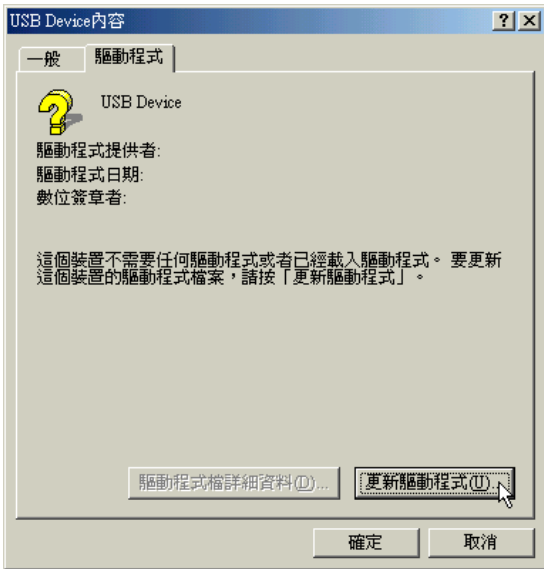 USB Device內容
一般
驅動程式
USB Device
驅動程式提供者:
驅動程式日期:
數位簽章者:
這個裝置不需要任何驅動程式或者已經載入驅動程式。 要更新
這個裝置的驅動程式檔案，請按「更新驅動程式」。
驅動程式檔詳細資料(D)...
更新驅動程式(U)...
確定
取消